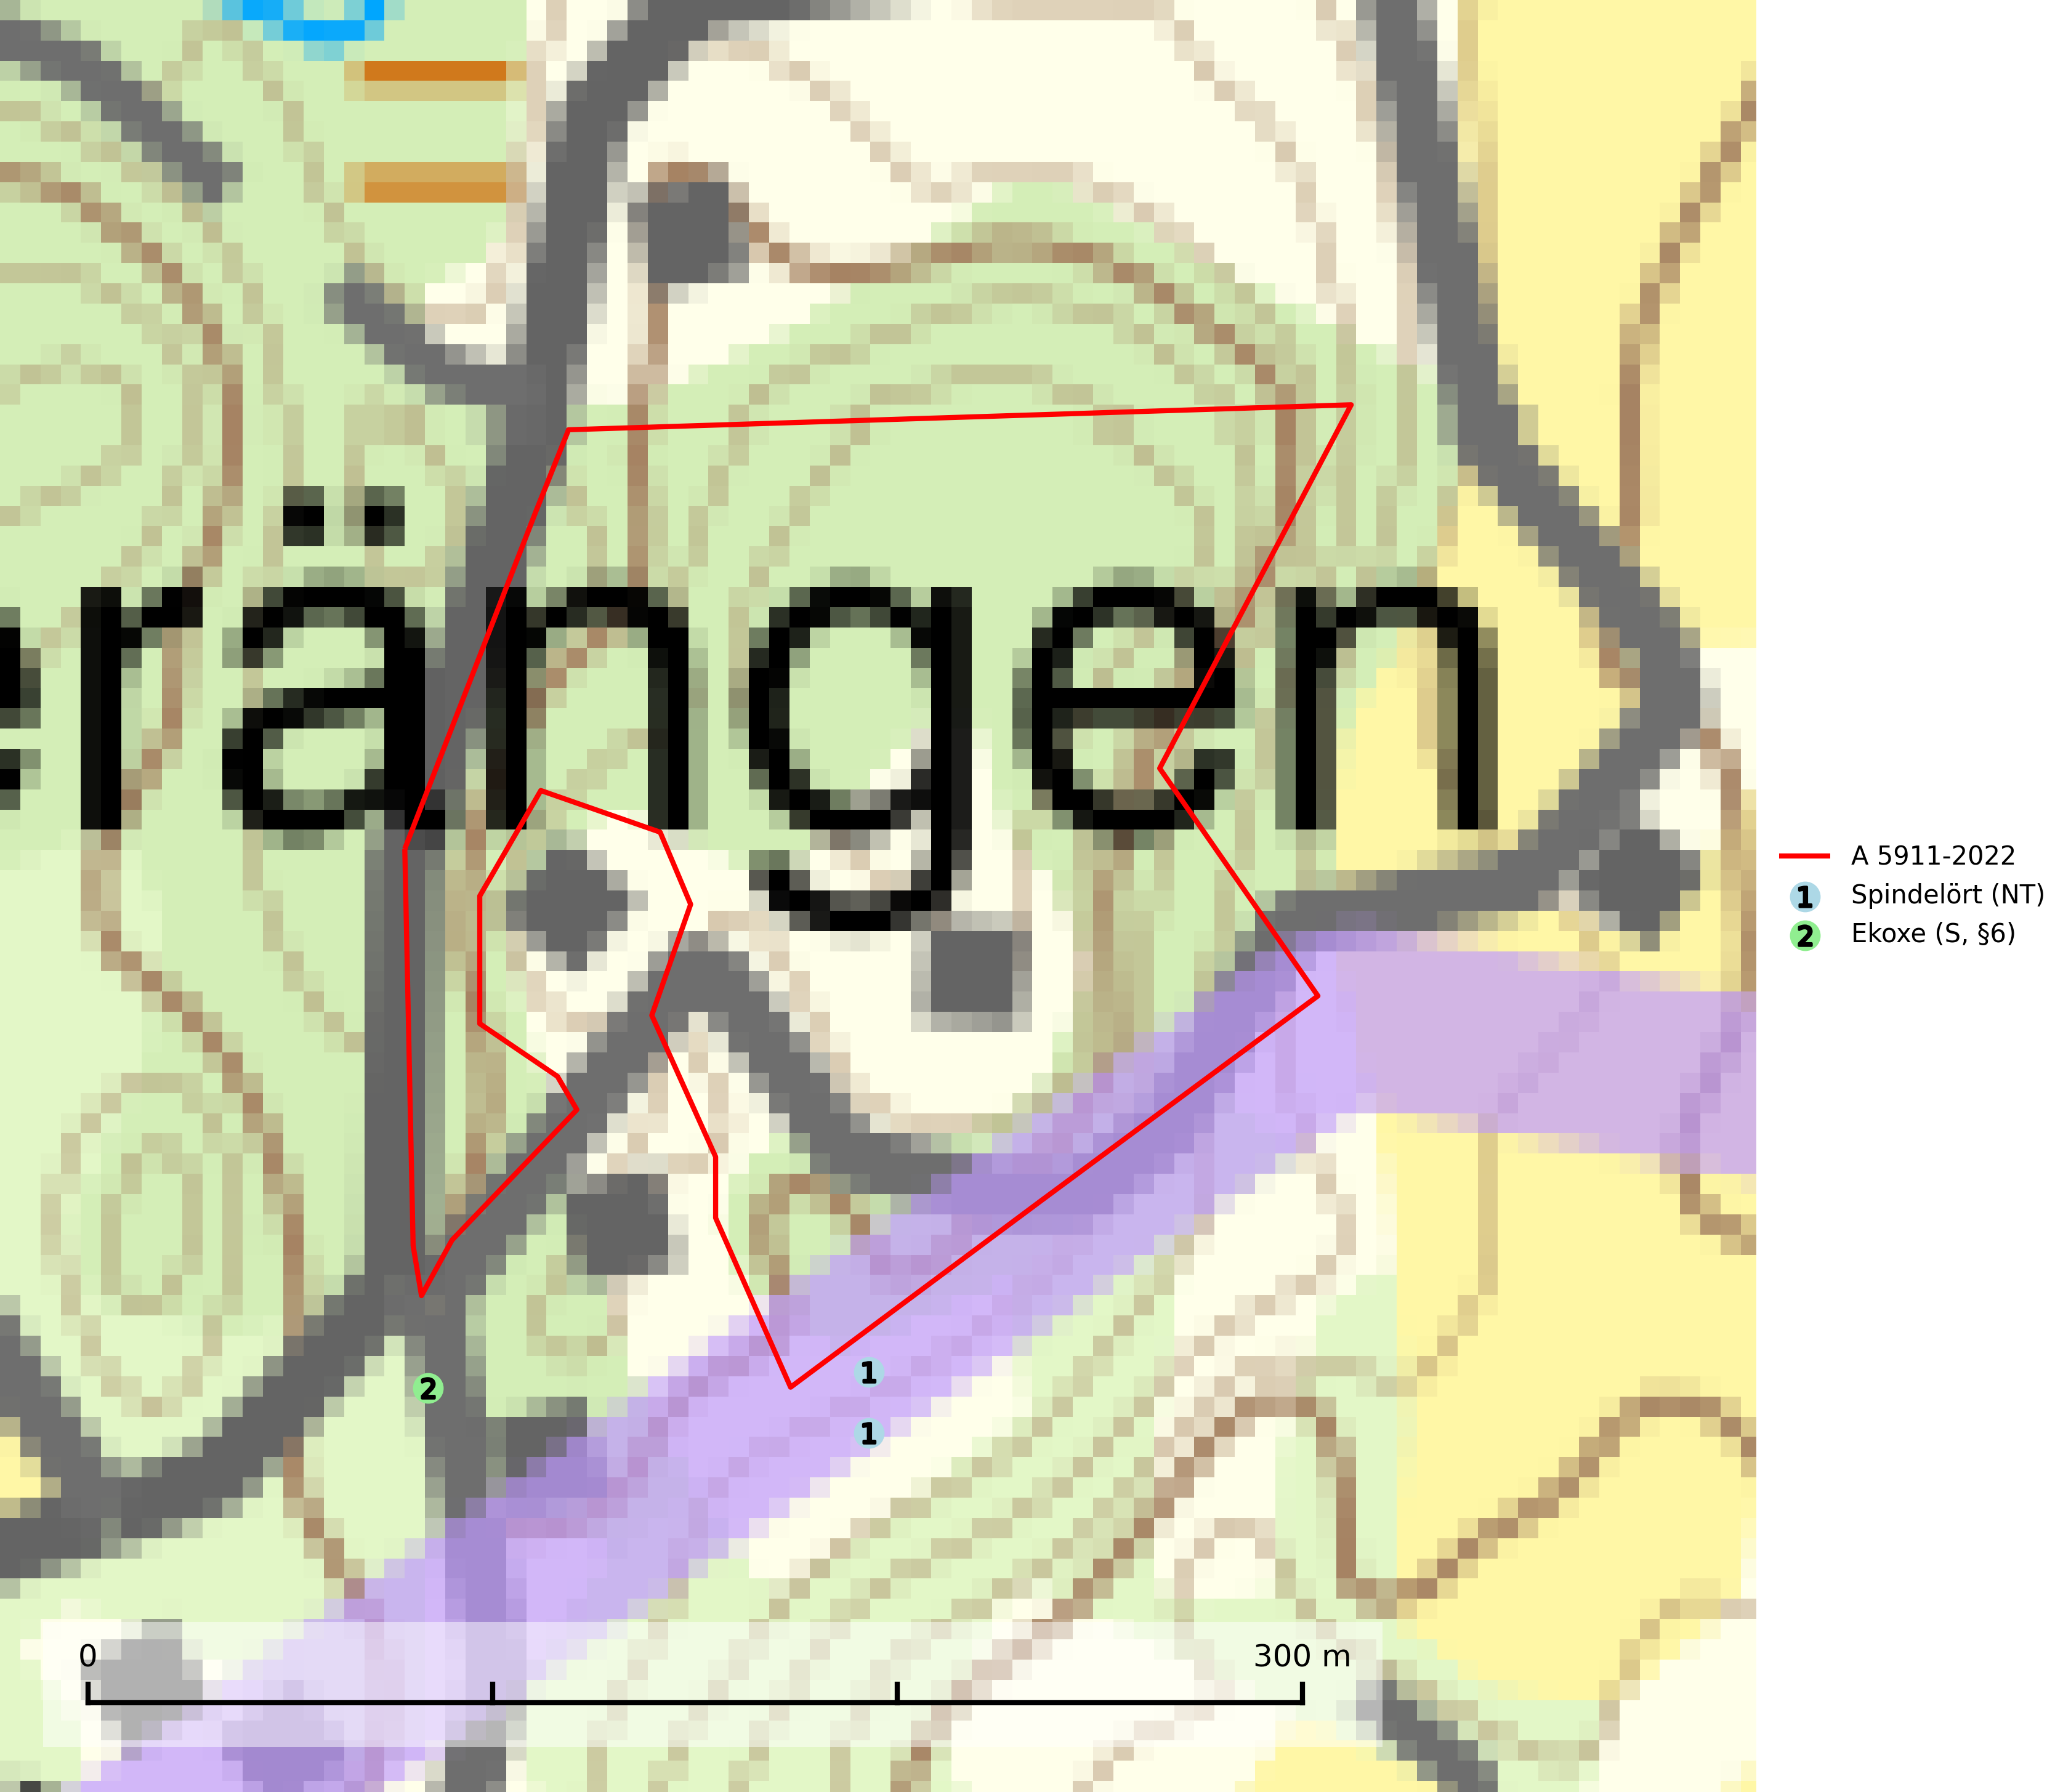 rängen
A 5911-2022
1 Spindelört (NT)
2 Ekoxe (S, §6)
1
1
2
0 300 m